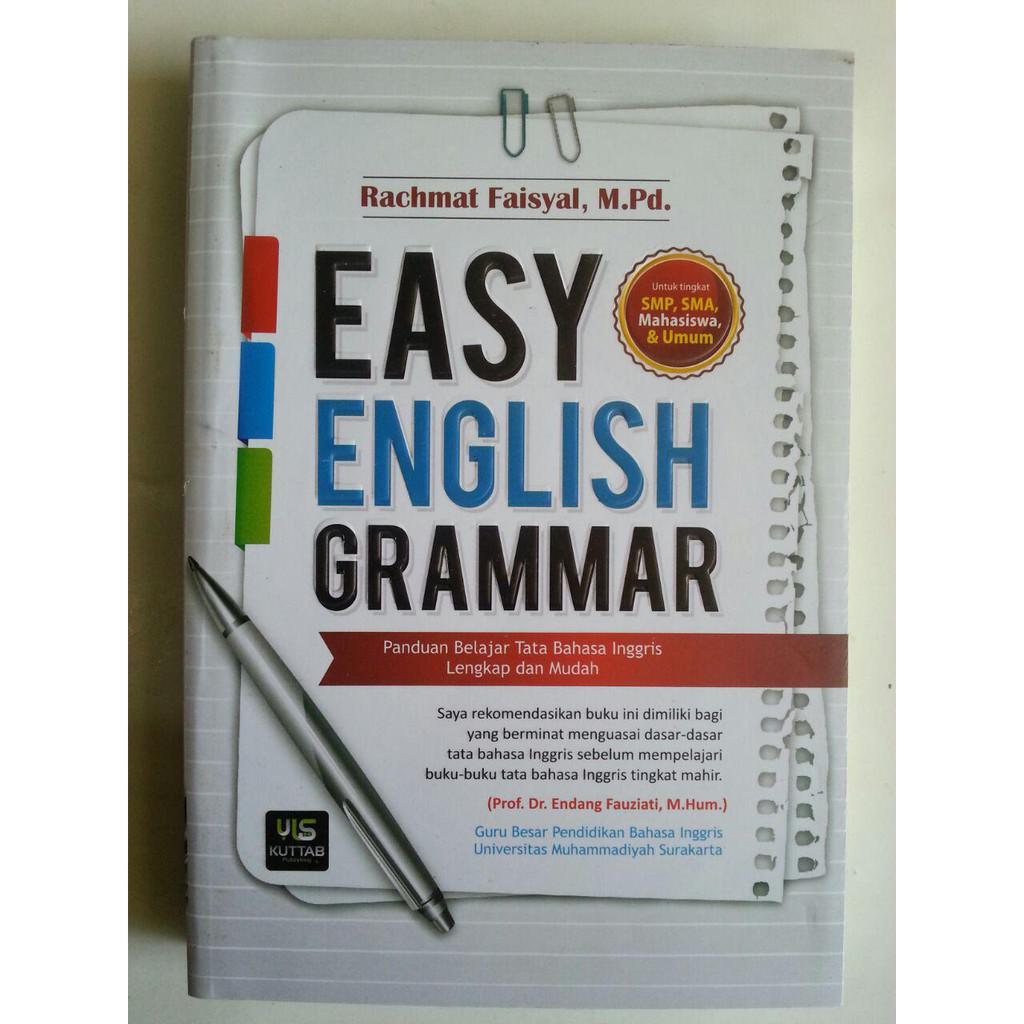 Rachmat Faisyal, M.Pd.
EASY
Untuk tingkat
SMP, SMA,
Mahasiswa,
& Umum
ENGLISH
GRAMMAR
Panduan Belajar Tata Bahasa Inggris
Lengkap dan Mudah
Saya rekomendasikan buku ini dimiliki bagi
yang berminat menguasai dasar-dasar
tata bahasa Inggris sebelum mempelajari
buku-buku tata bahasa Inggris tingkat mahir.
(Prof. Dr. Endang Fauziati, M.Hum.)
Guru Besar Pendidikan Bahasa Inggris
Universitas Muhammadiyah Surakarta
KUTTAB
Publishing